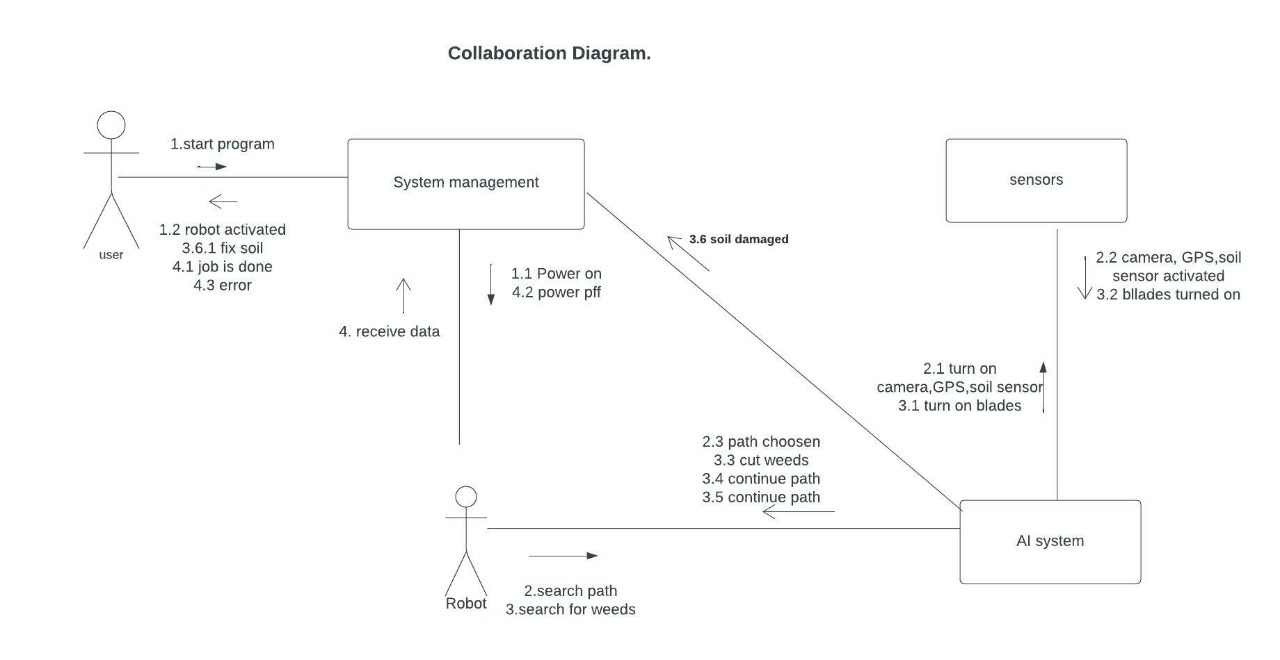 Collaboration Diagram.
1.start program
System management
sensors
1.2 robot activated
3.6.1 fix soil
4.1 job is done
4.3 error
user
3.6 soil damaged
1.1 Power on
4.2 power pff
2.2 camera, GPS,soil
sensor activated
3.2 bllades turned on
4. receive data
2.1 turn on
camera,GPS,soil sensor
3.1 turn on blades
2.3 path choosen
3.3 cut weeds
3.4 continue path
3.5 continue path
AI system
Robot
2.search path
3.search for weeds